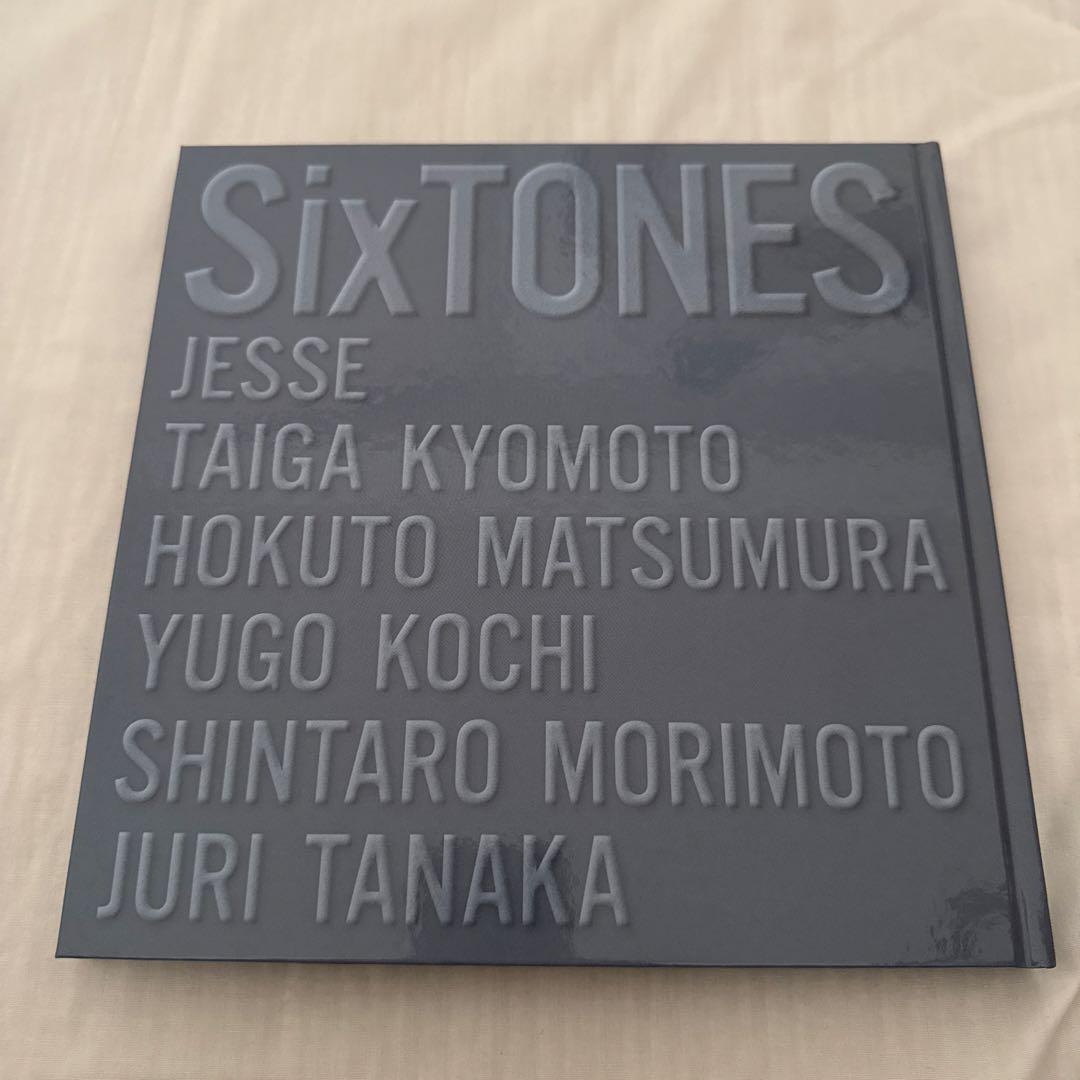 SixTONES
JESSE
TAIGA KYOMOTO
HOKUTO MATSUMURA
YUGO KOCHI
SHINTARO MORIMOTO
JURI TANAKA